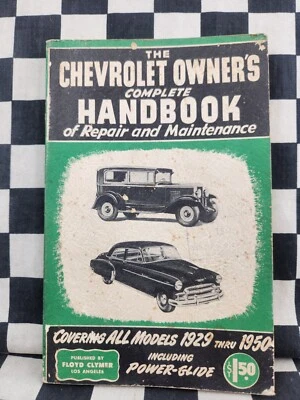 THE
CHEVROLET OWNER'S
COMPLETE
HANDBOOK
of Repair and Maintenance
COVERING ALL MODELS 1929 THRU 1950
INCLUDING
POWER-GLIDE
PUBLISHED BY
FLOYD CLYMER
LOS ANGELES
$1.50